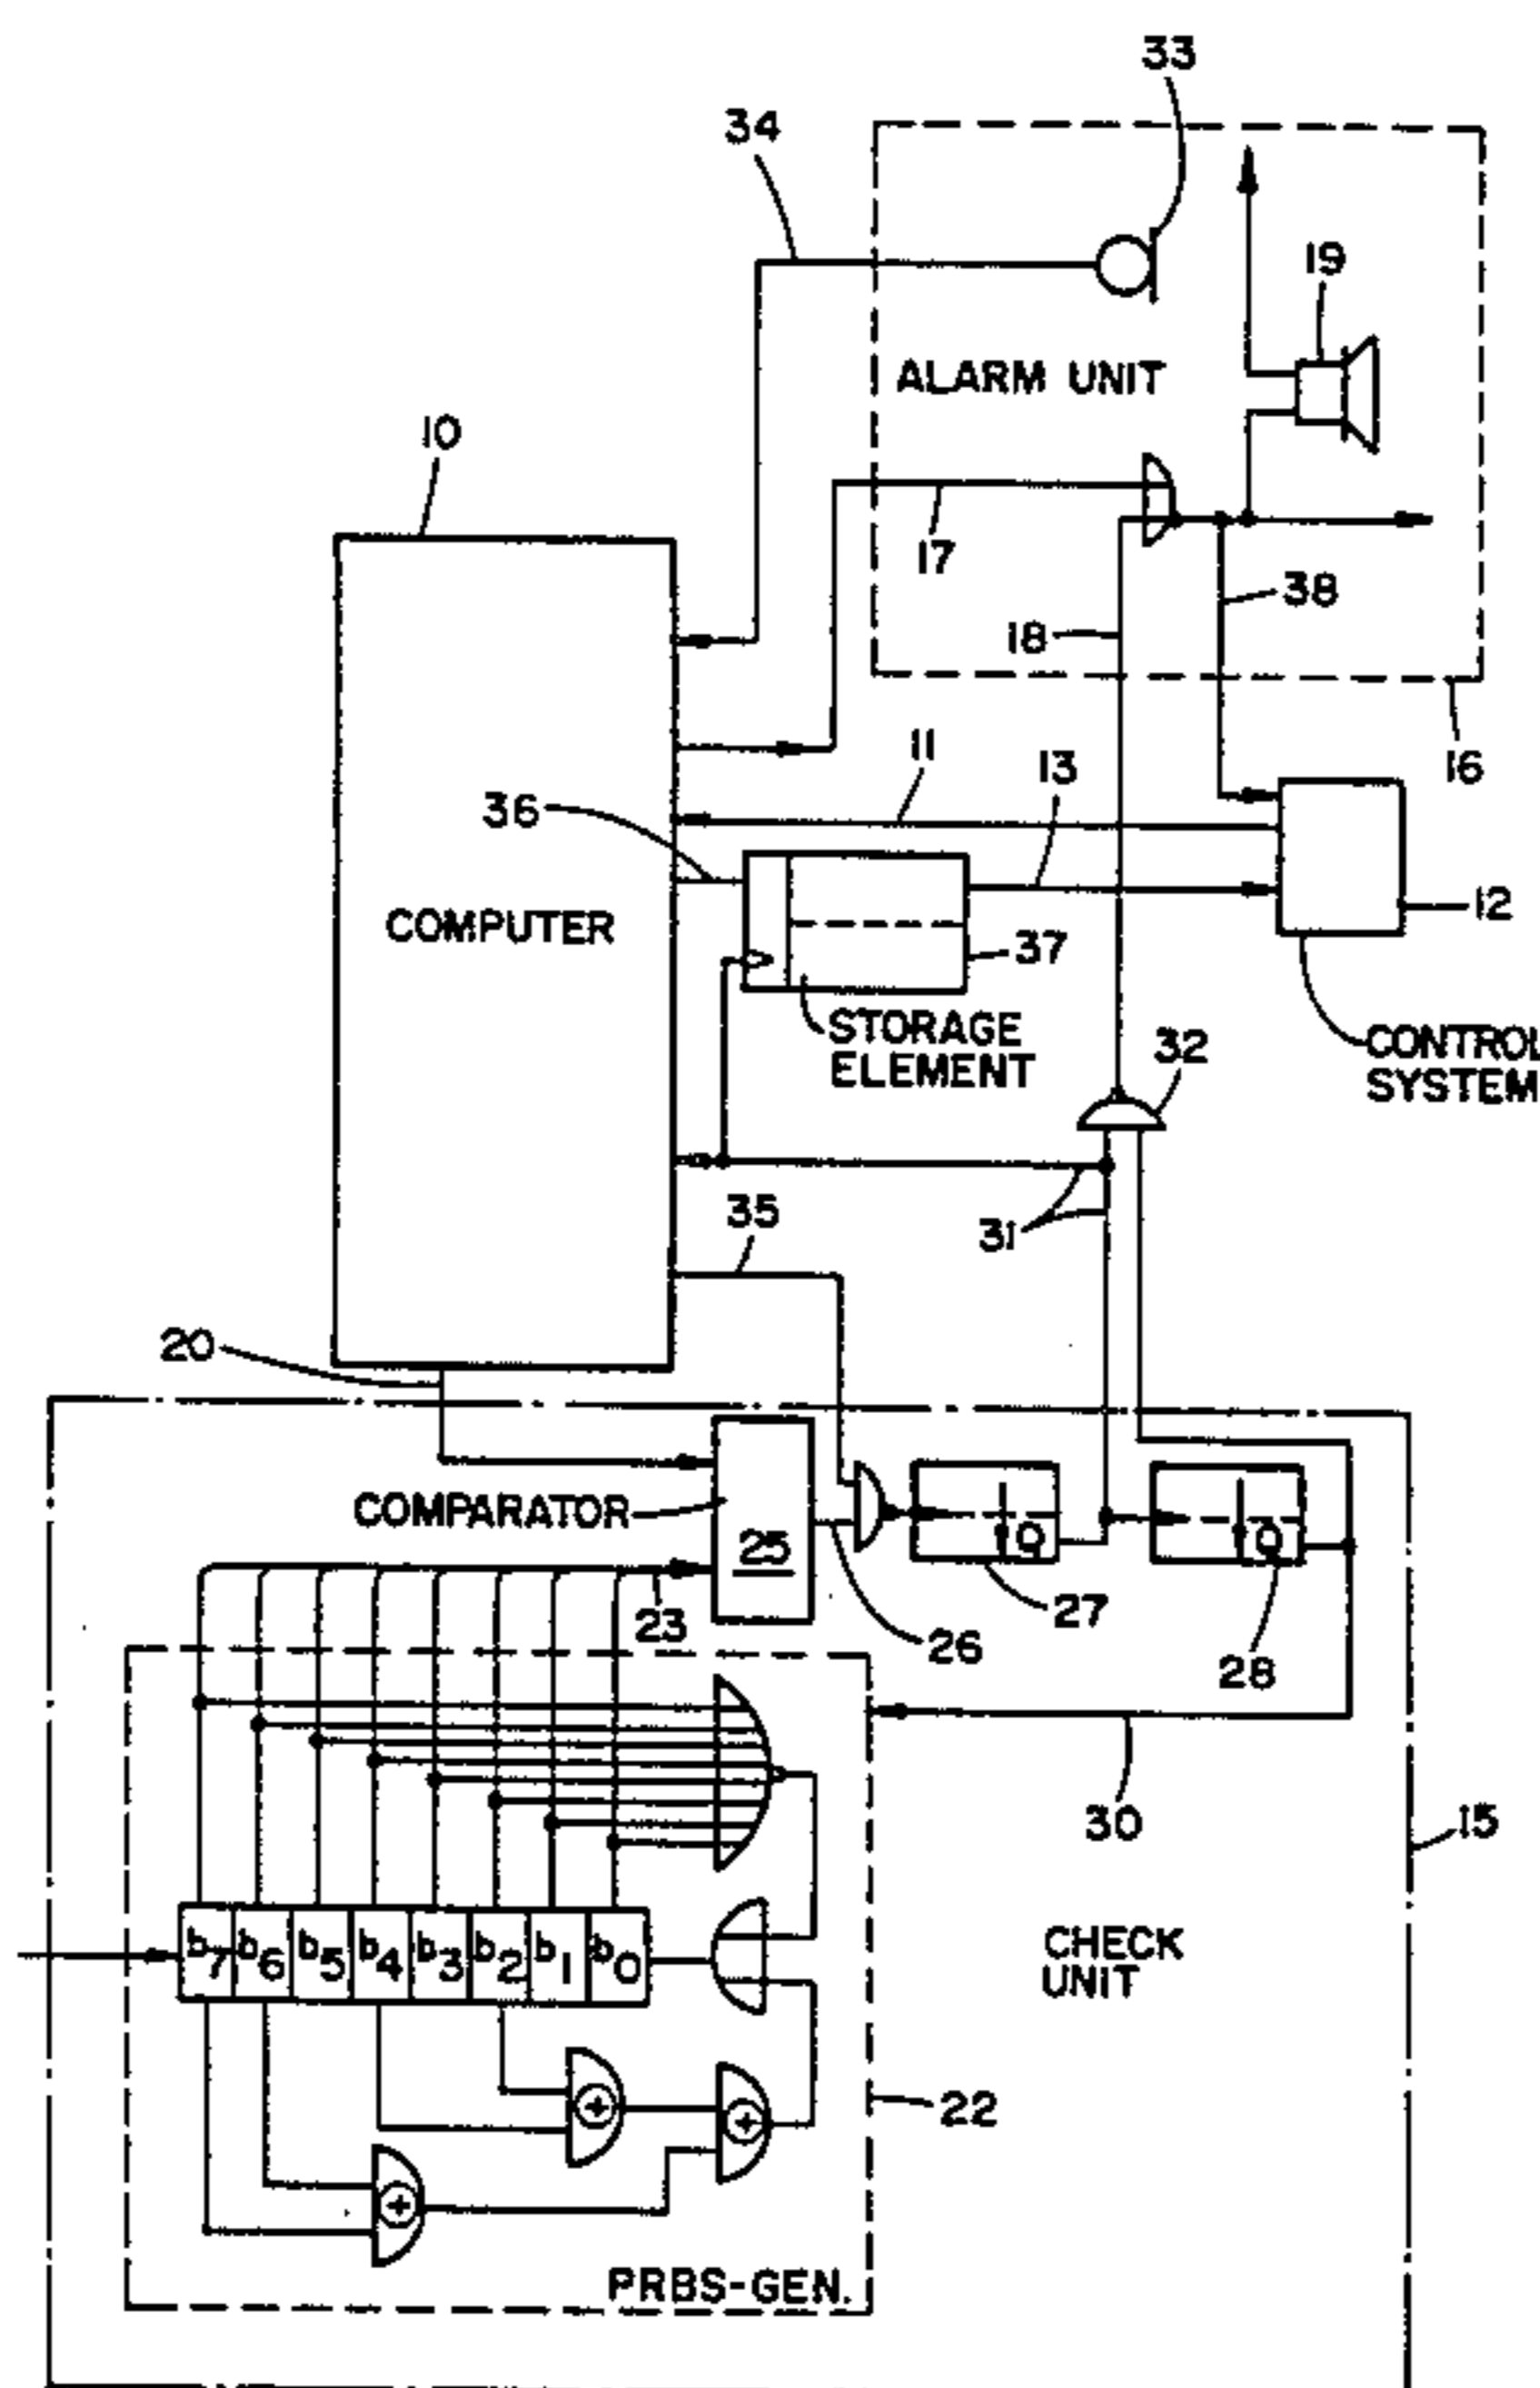 33
34
19
ALARM UNIT
10
17
38
18
11
13
16
36
COMPUTER
12
37
STORAGE
ELEMENT
32
CONTROL
SYSTEM
35
31
20
COMPARATOR
25
Q
Q
23
27
26
28
30
15
b7 b6 b5 b4 b3 b2 b1 b0
CHECK
UNIT
22
PRBS-GEN.